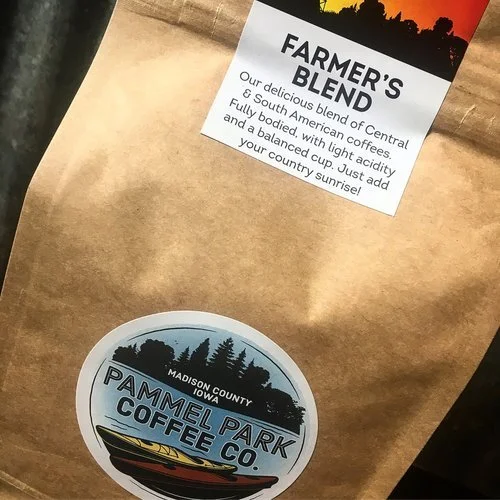 FARMER'S
BLEND
Our delicious blend of Central
& South American coffees.
Fully bodied, with light acidity
and a balanced cup. Just add
your country sunrise!
MADISON COUNTY
IOWA
PAMMEL PARK
COFFEE CO.